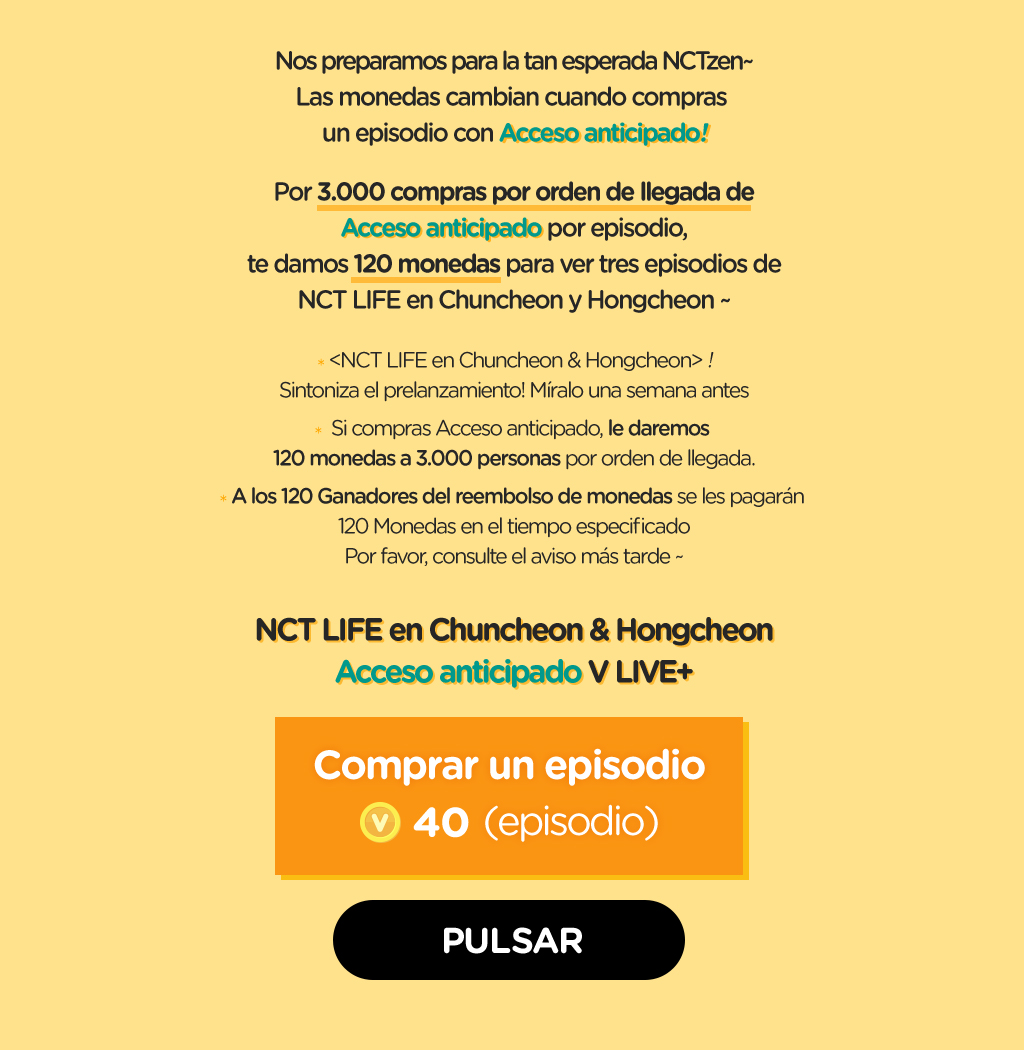 Nos preparamos para la tan esperada NCTzen~
Las monedas cambian cuando compras
un episodio con Acceso anticipado!
Por 3.000 compras por orden de llegada de
Acceso anticipado por episodio,
te damos 120 monedas para ver tres episodios de
NCT LIFE en Chuncheon y Hongcheon ~
* <NCT LIFE en Chuncheon & Hongcheon> !
Sintoniza el prelanzamiento! Míralo una semana antes
* Si compras Acceso anticipado, le daremos
120 monedas a 3.000 personas por orden de llegada.
* A los 120 Ganadores del reembolso de monedas se les pagarán
120 Monedas en el tiempo especificado
Por favor, consulte el aviso más tarde ~
NCT LIFE en Chuncheon & Hongcheon
Acceso anticipado V LIVE+
Comprar un episodio
V 40 (episodio)
PULSAR